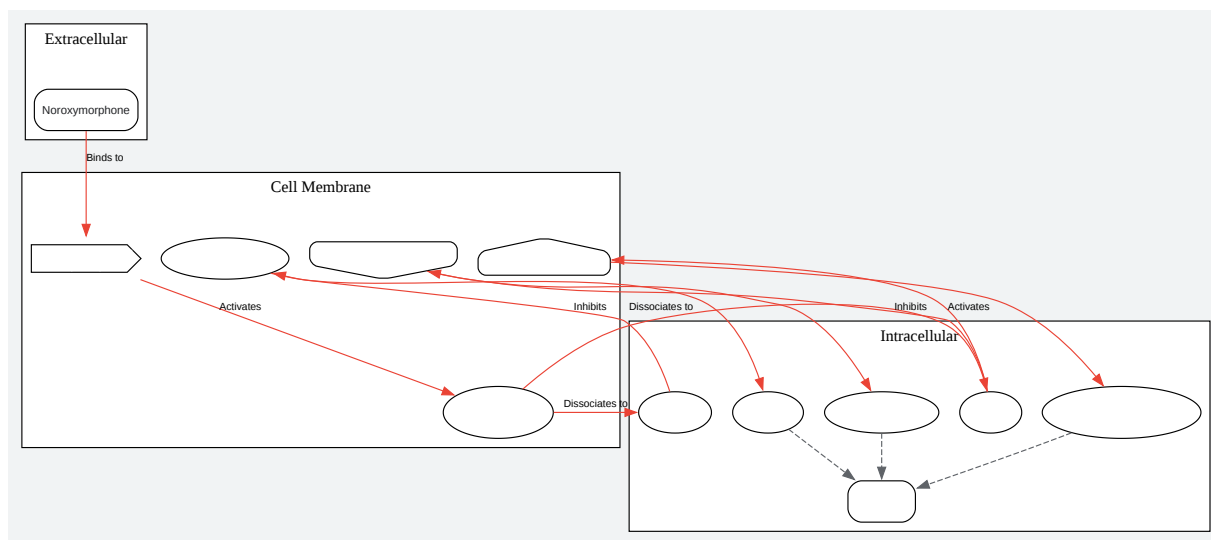 Extracellular
Noroxymorphone
Binds to
Cell Membrane
Activates
Inhibits
Dissociates to
Inhibits
Activates
Intracellular
Dissociates to